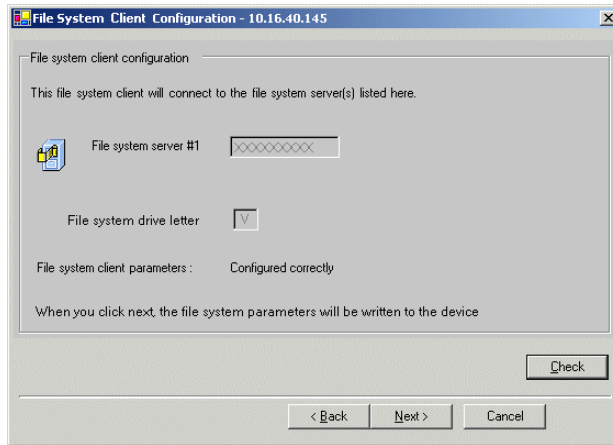 File System Client Configuration - 10.16.40.145
File system client configuration
This file system client will connect to the file system server(s) listed here.
File system server #1 XXXXXXXXXX
File system drive letter V
File system client parameters : Configured correctly
When you click next, the file system parameters will be written to the device
Check
< Back Next > Cancel